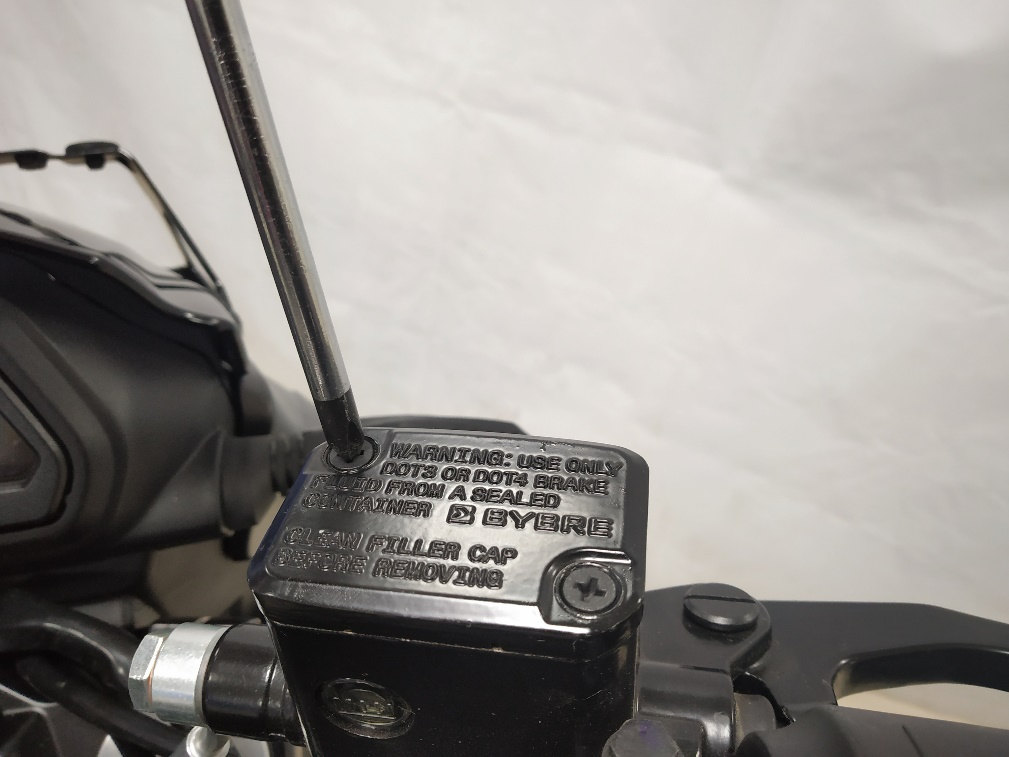 WARNING: USE ONLY
DOT3 OR DOT4 BRAKE
FLUID FROM A SEALED
CONTAINER BYBRE
CLEAN FILLER CAP
BEFORE REMOVING